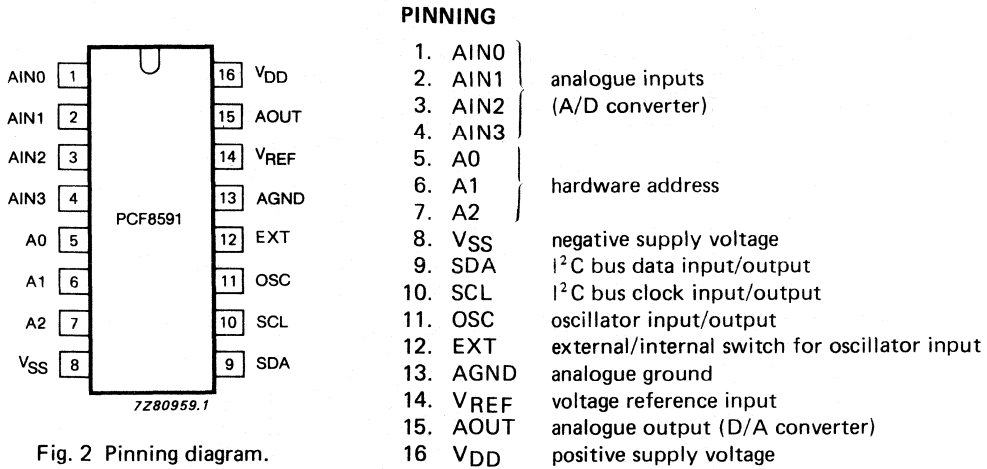 PINNING
AIN0 1
AIN1 2
AIN2 3
AIN3 4
A0 5
A1 6
A2 7
VSS 8
PCF8591
16 VDD
15 AOUT
14 VREF
13 AGND
12 EXT
11 OSC
10 SCL
9 SDA
7Z80959.1
Fig. 2 Pinning diagram.
1. AIN0
2. AIN1
3. AIN2
4. AIN3
analogue inputs
(A/D converter)
5. A0
6. A1
7. A2
hardware address
8. VSS negative supply voltage
9. SDA I²C bus data input/output
10. SCL I²C bus clock input/output
11. OSC oscillator input/output
12. EXT external/internal switch for oscillator input
13. AGND analogue ground
14. VREF voltage reference input
15. AOUT analogue output (D/A converter)
16 VDD positive supply voltage